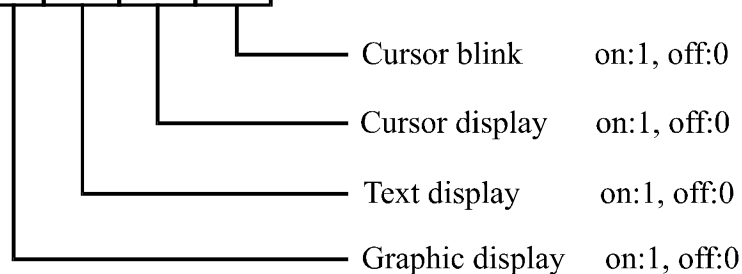 Cursor blink on:1, off:0
Cursor display on:1, off:0
Text display on:1, off:0
Graphic display on:1, off:0